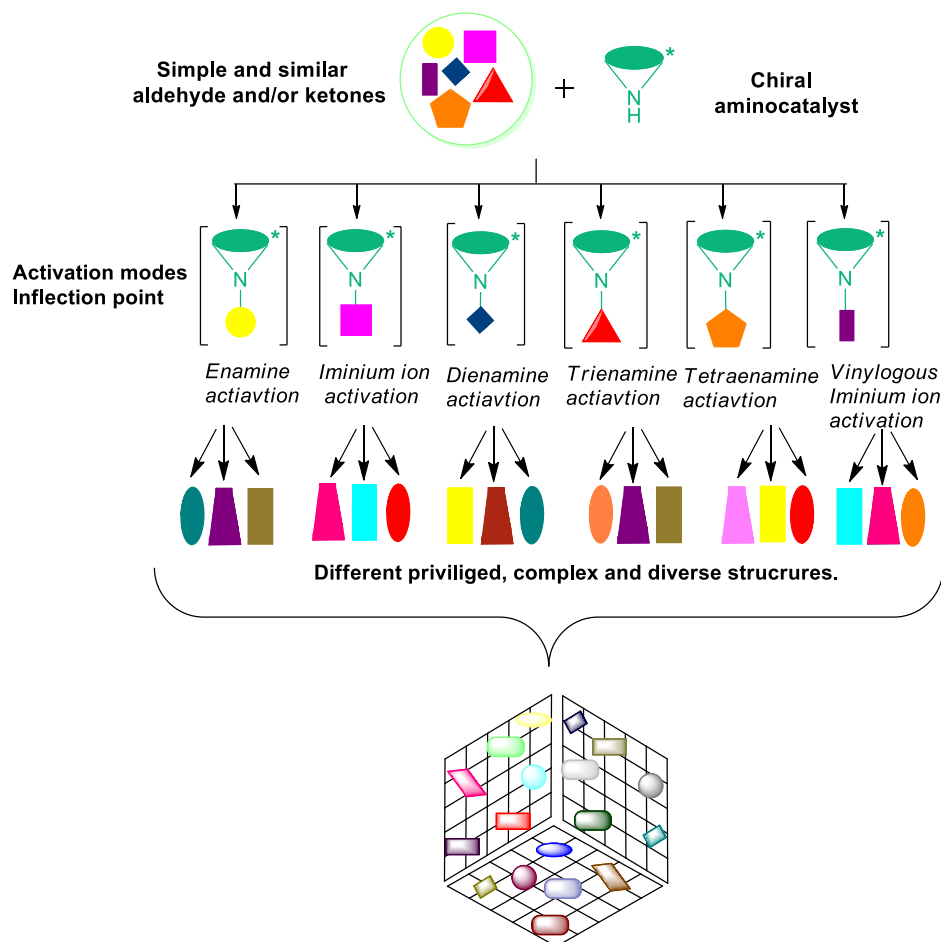 Simple and similar
aldehyde and/or ketones
+
*
N
H
Chiral
aminocatalyst
Activation modes
Inflection point
*
N
*
N
*
N
*
N
*
N
*
N
Enamine
actiavtion
Iminium ion
activation
Dienamine
actiavtion
Trienamine
actiavtion
Tetraenamine
actiavtion
Vinylogous
Iminium ion
activation
Different priviliged, complex and diverse strucrures.